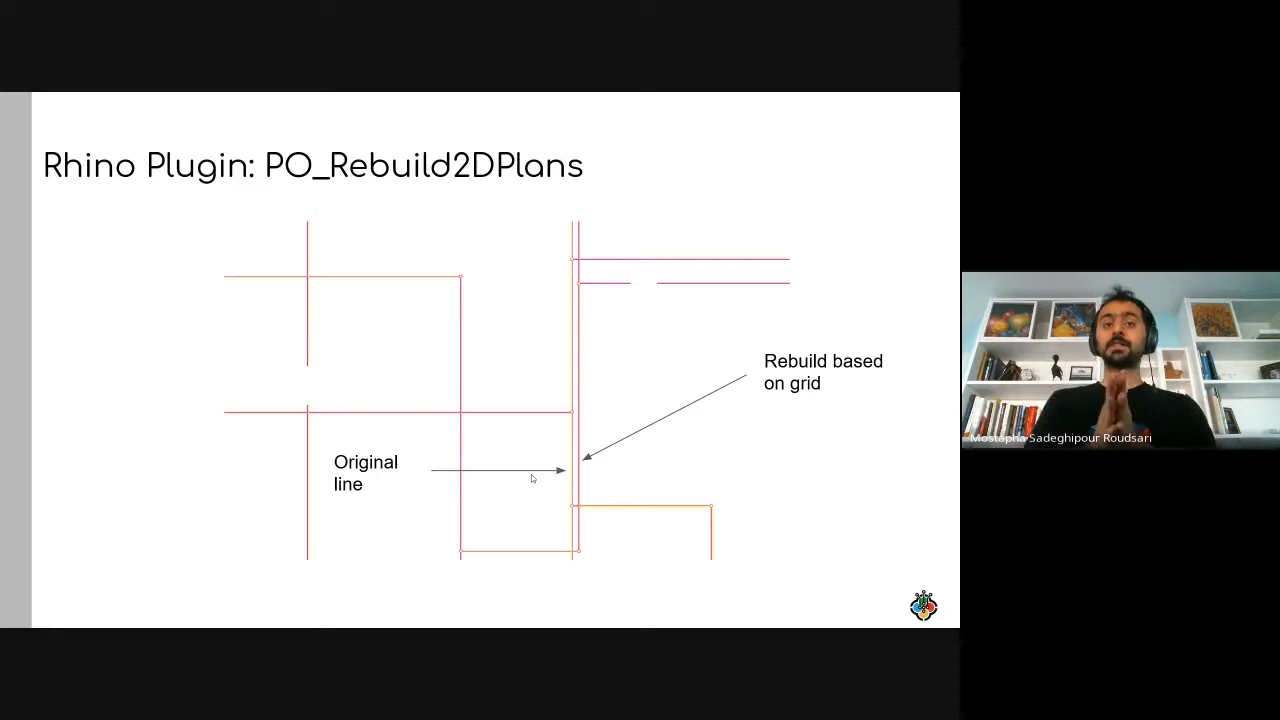 Rhino Plugin: PO_Rebuild2DPlans
Rebuild based
on grid
Original
line
Mostapha Sadeghipour Roudsari